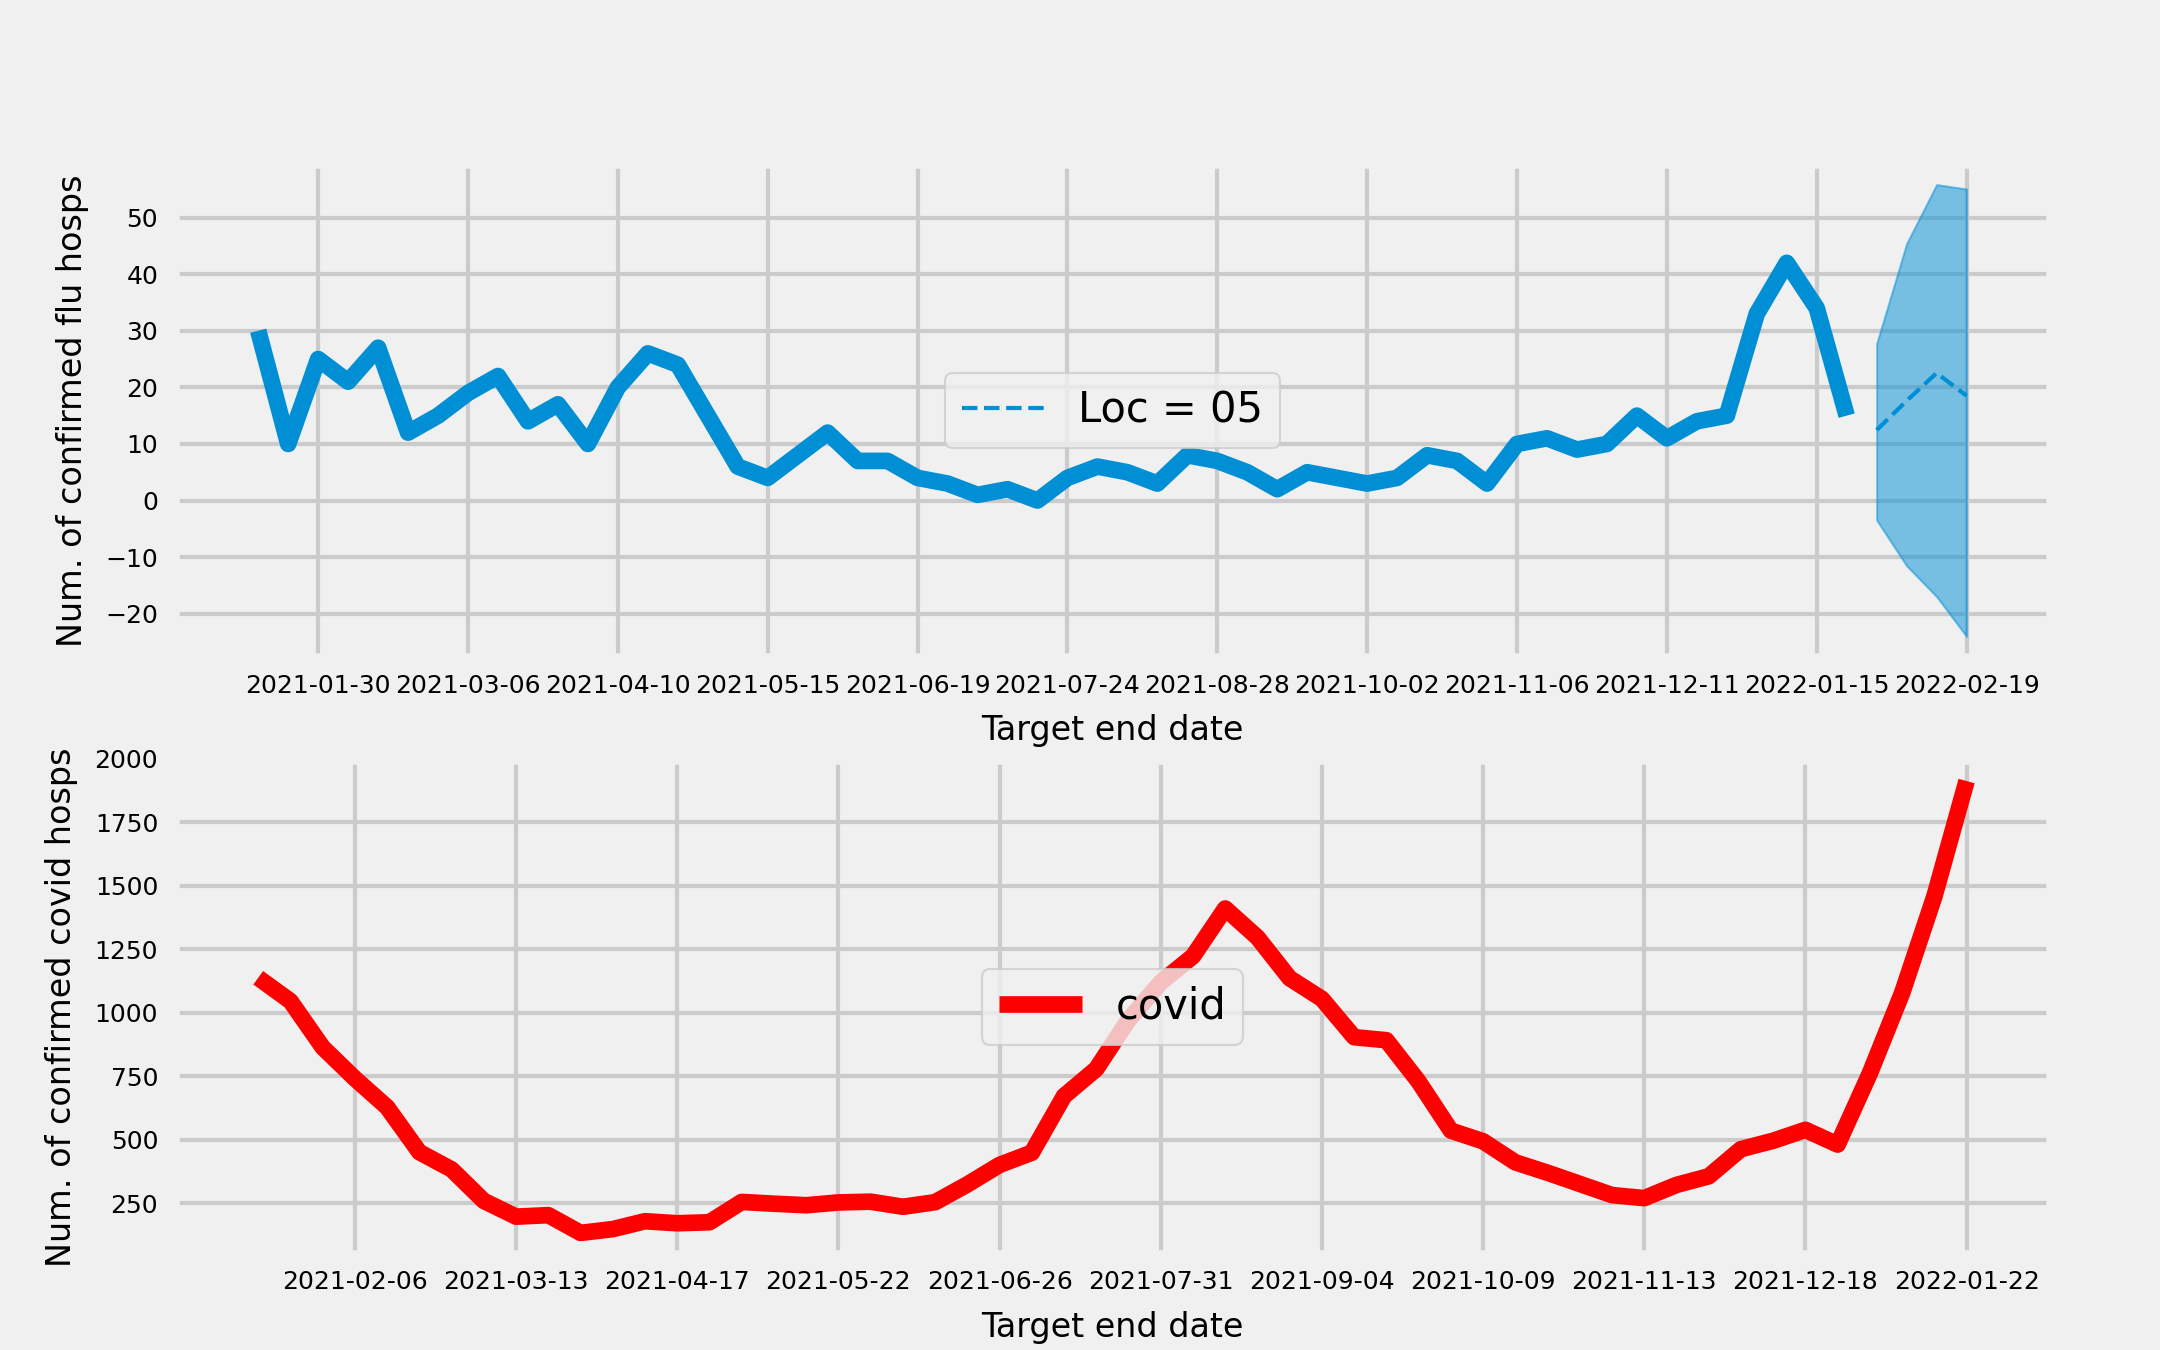 Num. of confirmed flu hosps
50
40
30
20
10
0
−10
−20
Loc = 05
2021-01-30 2021-03-06 2021-04-10 2021-05-15 2021-06-19 2021-07-24 2021-08-28 2021-10-02 2021-11-06 2021-12-11 2022-01-15 2022-02-19
Target end date
Num. of confirmed covid hosps
2000
1750
1500
1250
1000
750
500
250
covid
2021-02-06 2021-03-13 2021-04-17 2021-05-22 2021-06-26 2021-07-31 2021-09-04 2021-10-09 2021-11-13 2021-12-18 2022-01-22
Target end date